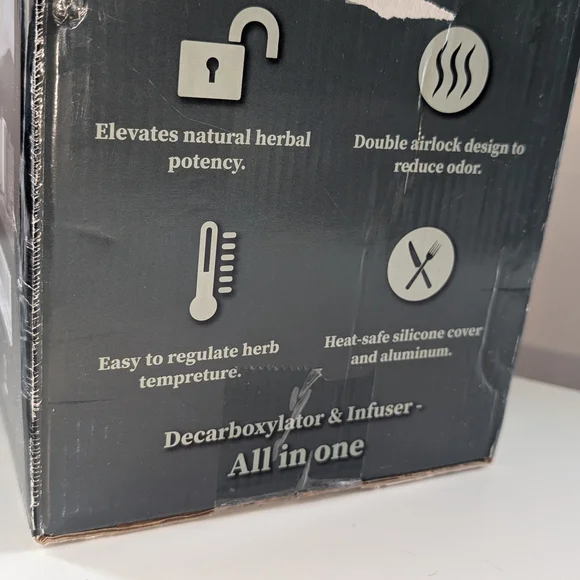 Elevates natural herbal
potency.
Double airlock design to
reduce odor.
Easy to regulate herb
tempreture.
Heat-safe silicone cover
and aluminum.
Decarboxylator & Infuser -
All in one